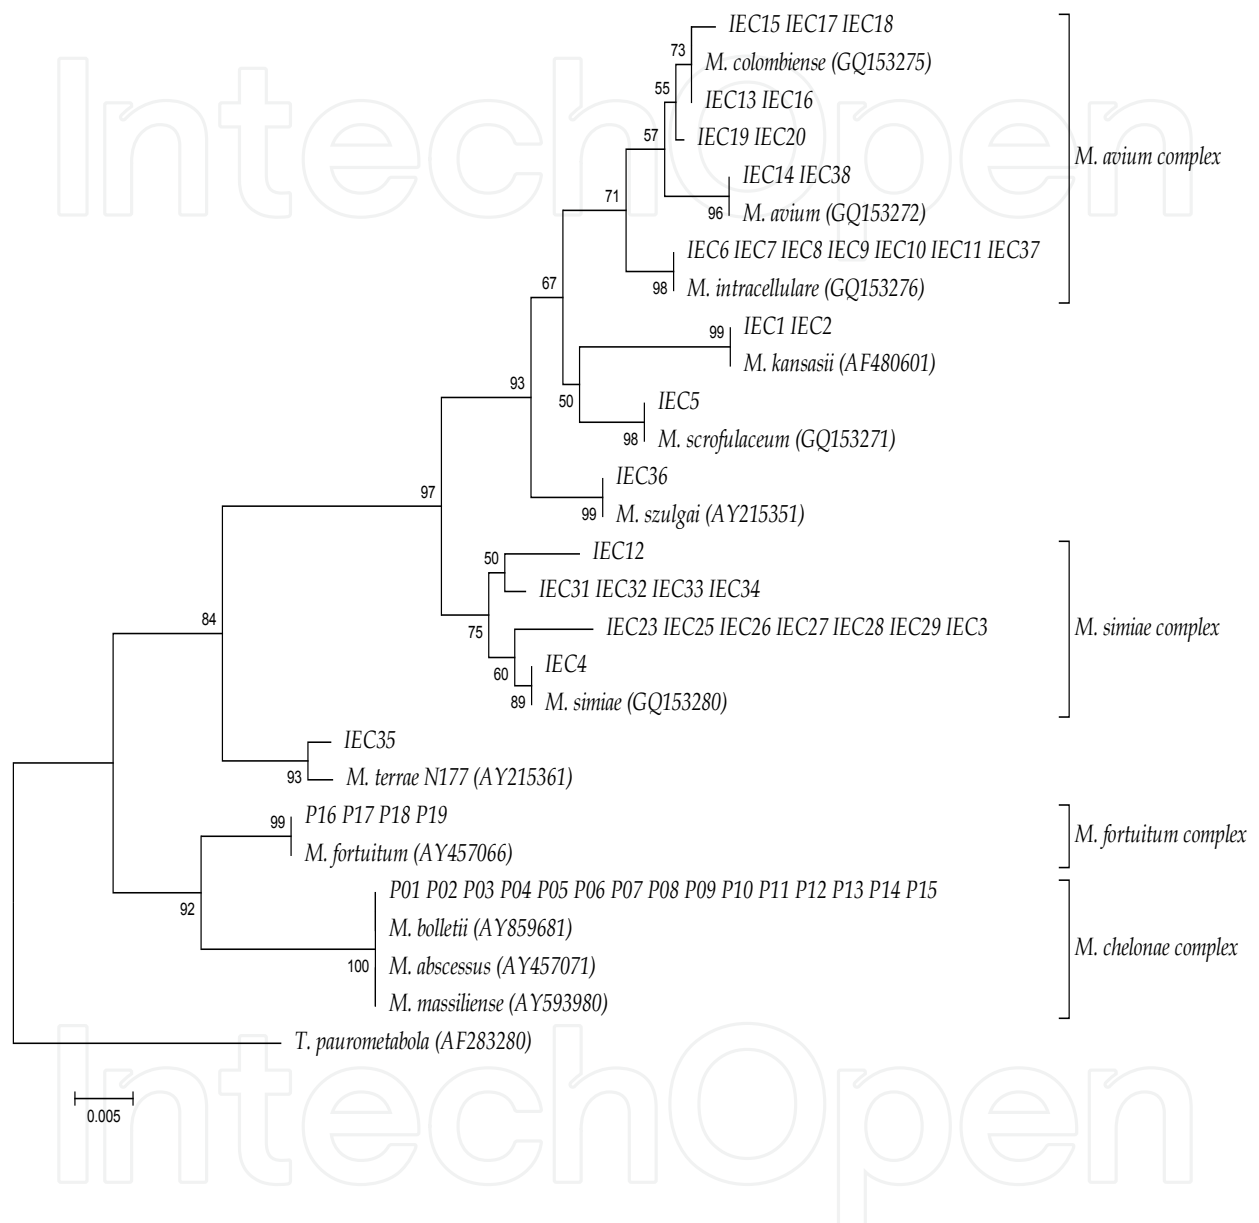 IntechOpen
IEC15 IEC17 IEC18
73
M. colombiense (GQ153275)
55
IEC13 IEC16
57
IEC19 IEC20
M. avium complex
IEC14 IEC38
71
96
M. avium (GQ153272)
IEC6 IEC7 IEC8 IEC9 IEC10 IEC11 IEC37
67
98
M. intracellulare (GQ153276)
99
IEC1 IEC2
M. kansasii (AF480601)
93
50
IEC5
98
M. scrofulaceum (GQ153271)
IEC36
97
99
M. szulgai (AY215351)
50
IEC12
IEC31 IEC32 IEC33 IEC34
84
75
IEC23 IEC25 IEC26 IEC27 IEC28 IEC29 IEC3
M. simiae complex
60
IEC4
89
M. simiae (GQ153280)
IEC35
93
M. terrae N177 (AY215361)
99
P16 P17 P18 P19
M. fortuitum complex
M. fortuitum (AY457066)
P01 P02 P03 P04 P05 P06 P07 P08 P09 P10 P11 P12 P13 P14 P15
92
M. bolletii (AY859681)
M. chelonae complex
100
M. abscessus (AY457071)
M. massiliense (AY593980)
T. paurometabola (AF283280)
0.005
IntechOpen